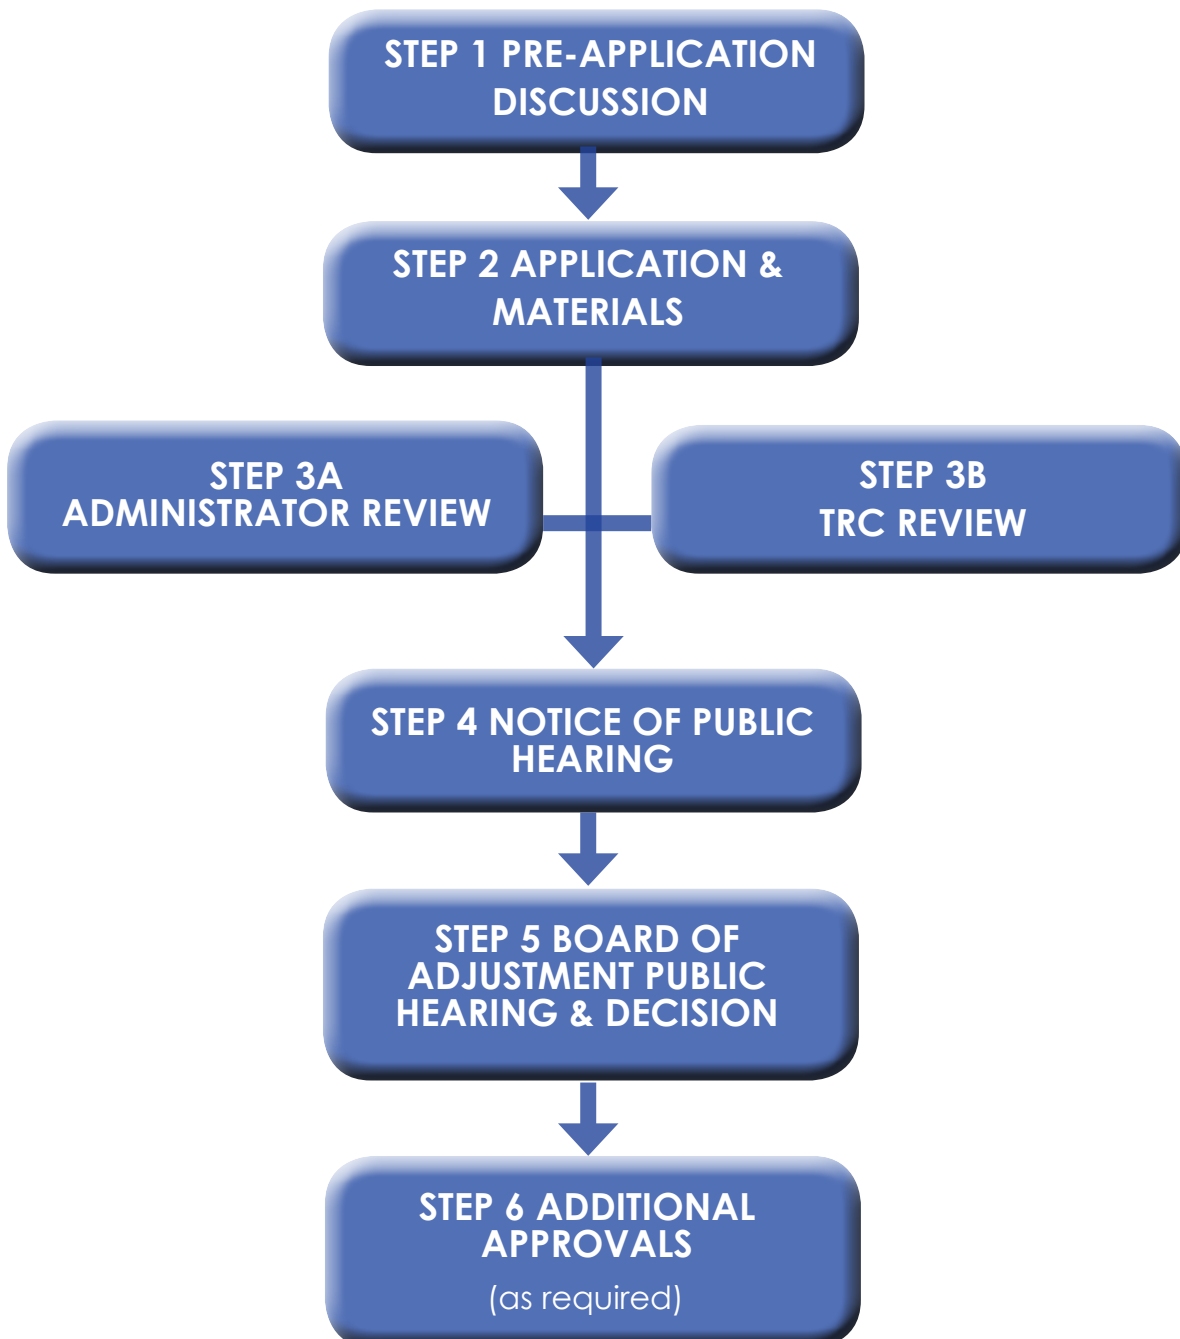 STEP 1 PRE-APPLICATION
DISCUSSION
STEP 2 APPLICATION &
MATERIALS
STEP 3A
ADMINISTRATOR REVIEW
STEP 3B
TRC REVIEW
STEP 4 NOTICE OF PUBLIC
HEARING
STEP 5 BOARD OF
ADJUSTMENT PUBLIC
HEARING & DECISION
STEP 6 ADDITIONAL
APPROVALS
(as required)